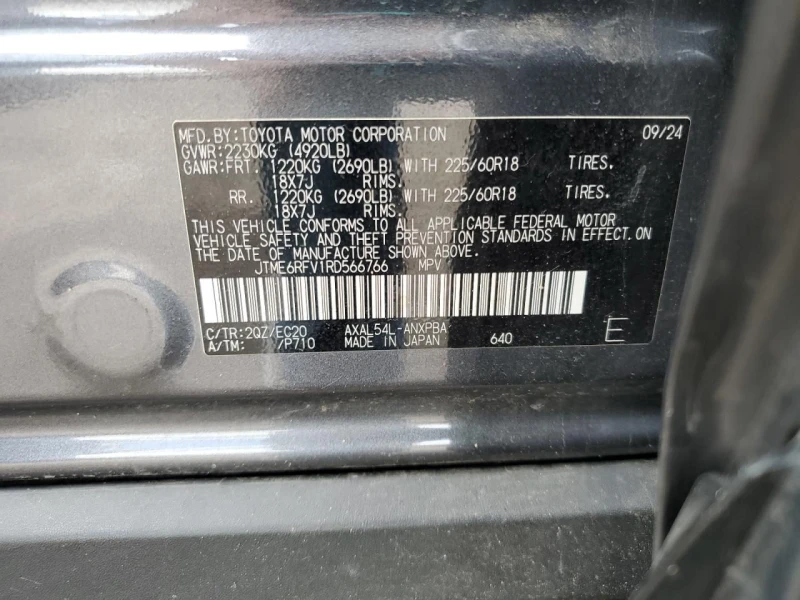 MFD.BY:TOYOTA MOTOR CORPORATION 09/24
GVWR:2230KG (4920LB)
GAWR:FRT. 1220KG (2690LB) WITH 225/60R18 TIRES.
18X7J RIMS.
RR. 1220KG (2690LB) WITH 225/60R18 TIRES.
18X7J RIMS.
THIS VEHICLE CONFORMS TO ALL APPLICABLE FEDERAL MOTOR
VEHICLE SAFETY AND THEFT PREVENTION STANDARDS IN EFFECT ON
THE DATE OF MANUFACTURE SHOWN ABOVE.
JTME6RFV1RD566766 MPV
C/TR:2QZ/EC20 AXAL54L-ANXPBA
A/TM: /P710 MADE IN JAPAN 640 E